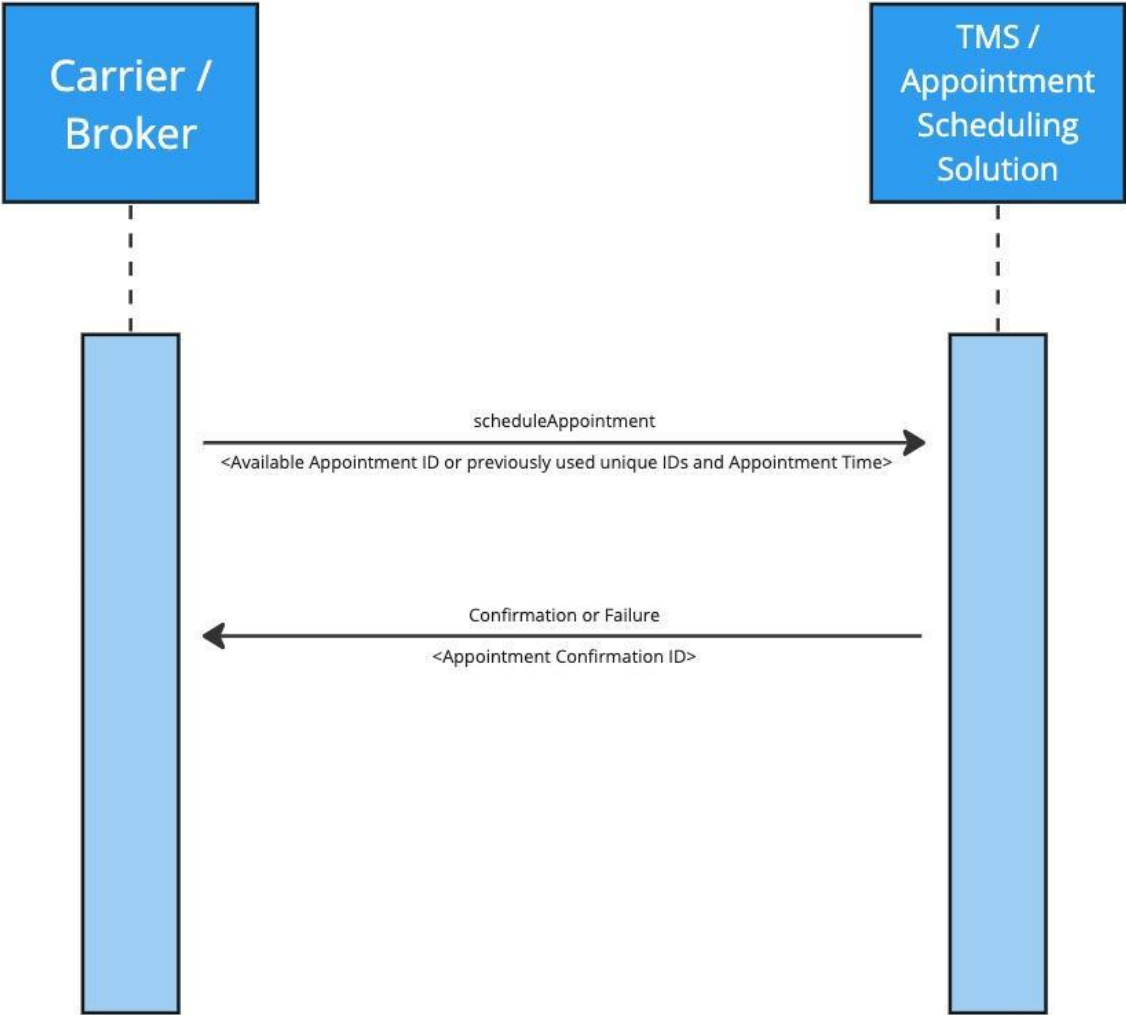 Carrier /
Broker
TMS /
Appointment
Scheduling
Solution
scheduleAppointment
<Available Appointment ID or previously used unique IDs and Appointment Time>
Confirmation or Failure
<Appointment Confirmation ID>